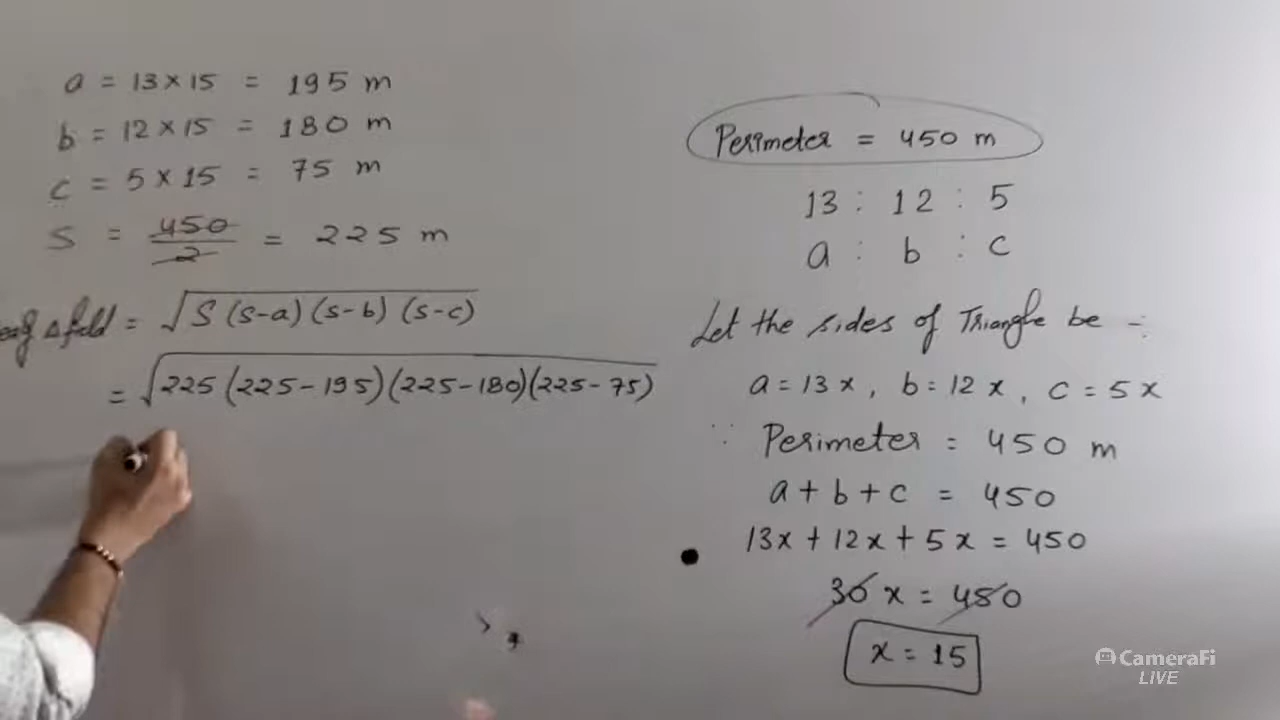 a = 13 × 15 = 195 m
b = 12 × 15 = 180 m
c = 5 × 15 = 75 m
S = 450/2 = 225 m
△ field = √S (s-a) (s-b) (s-c)
= √225 (225-195) (225-180) (225-75)
Perimeter = 450 m
13 : 12 : 5
a : b : c
Let the sides of Triangle be -:
a = 13x, b = 12x, c = 5x
∵ Perimeter = 450 m
a + b + c = 450
13x + 12x + 5x = 450
30x = 450
x = 15
CameraFi
LIVE